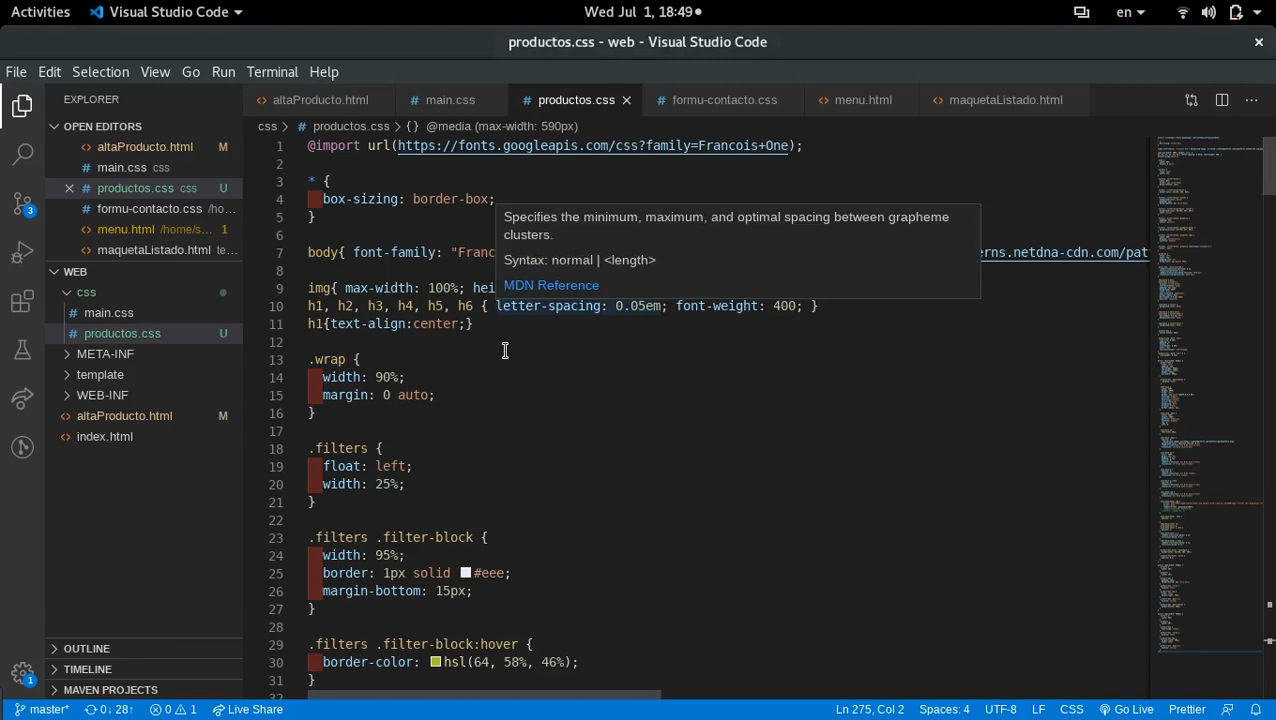 Activities
Visual Studio Code
Wed Jul 1, 18:49
en
productos.css - web - Visual Studio Code
File Edit Selection View Go Run Terminal Help
EXPLORER
altaProducto.html
main.css
productos.css
formu-contacto.css
menu.html
maquetaListado.html
css > productos.css > {} @media (max-width: 590px)
OPEN EDITORS
altaProducto.html M
main.css css
productos.css css U
formu-contacto.css /ho...
menu.html /home/s... 1
maquetaListado.html /...
WEB
css
main.css
productos.css U
META-INF
template
WEB-INF
altaProducto.html M
index.html
OUTLINE
TIMELINE
MAVEN PROJECTS
3
1
1 @import url(https://fonts.googleapis.com/css?family=Francois+One);
2
3 * {
4 box-sizing: border-box;
5 }
6
7 body{ font-family: "Franc
erns.netdna-cdn.com/pat
8
9 img{ max-width: 100%; hei
10 h1, h2, h3, h4, h5, h6 { letter-spacing: 0.05em; font-weight: 400; }
11 h1{text-align:center;}
12
13 .wrap {
14 width: 90%;
15 margin: 0 auto;
16 }
17
18 .filters {
19 float: left;
20 width: 25%;
21 }
22
23 .filters .filter-block {
24 width: 95%;
25 border: 1px solid #eee;
26 margin-bottom: 15px;
27 }
28
29 .filters .filter-block:hover {
30 border-color: hsl(64, 58%, 46%);
31 }
32
Specifies the minimum, maximum, and optimal spacing between grapheme
clusters.
Syntax: normal | <length>
MDN Reference
master* 0↓ 28↑ 0 1 Live Share
Ln 275, Col 2 Spaces: 4 UTF-8 LF CSS Go Live Prettier